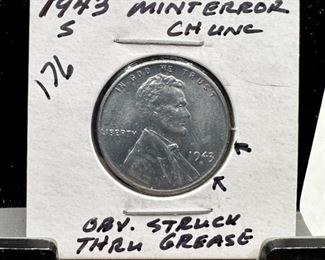 1943 MINTERROR
S CH UNC
176
IN GOD WE TRUST
LIBERTY
1943
S
OBV. STRUCK
THRU GREASE